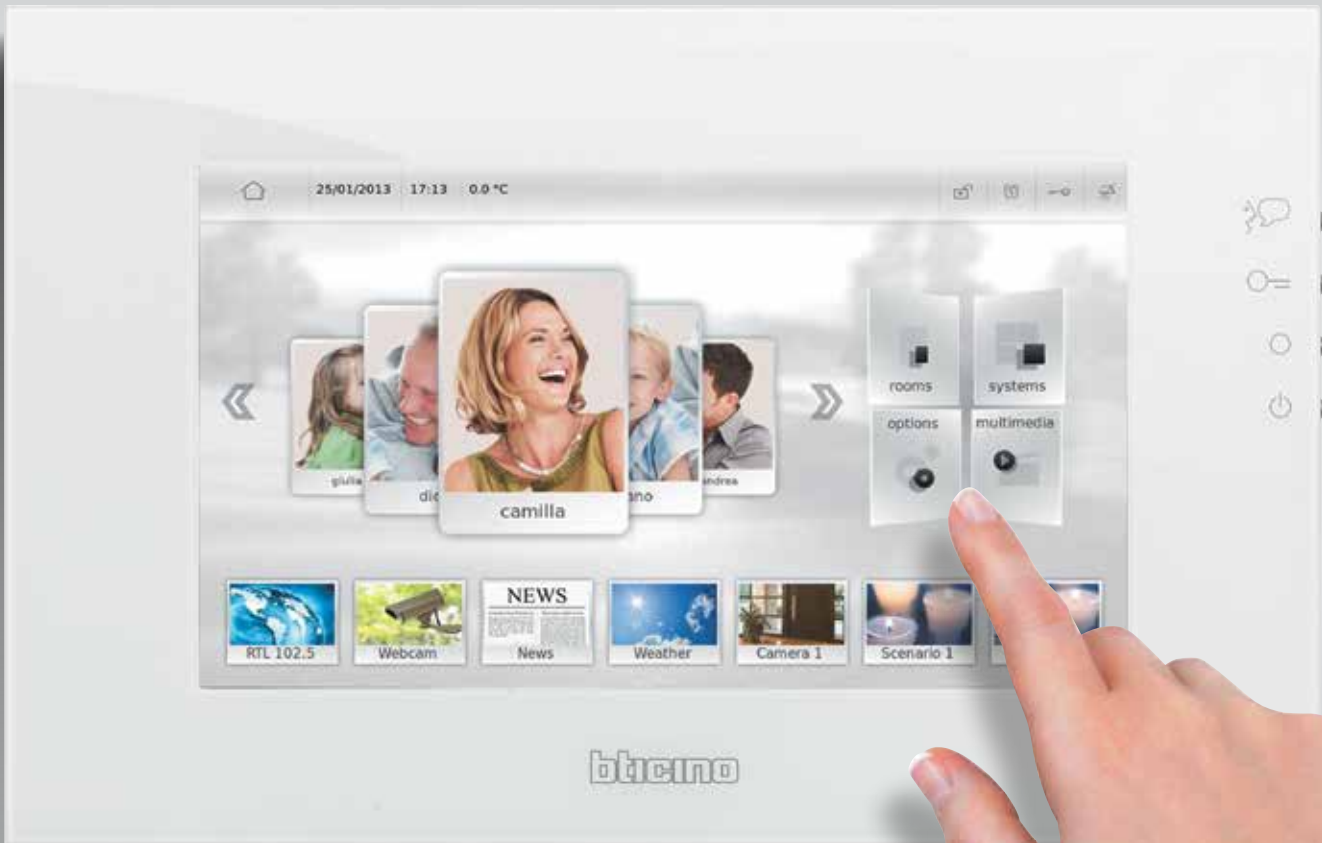 25/01/2013 17:13 0.0 °C
rooms systems
options multimedia
giulia
andrea
camilla
NEWS
RTL 102.5 Webcam News Weather Camera 1 Scenario 1
bticino